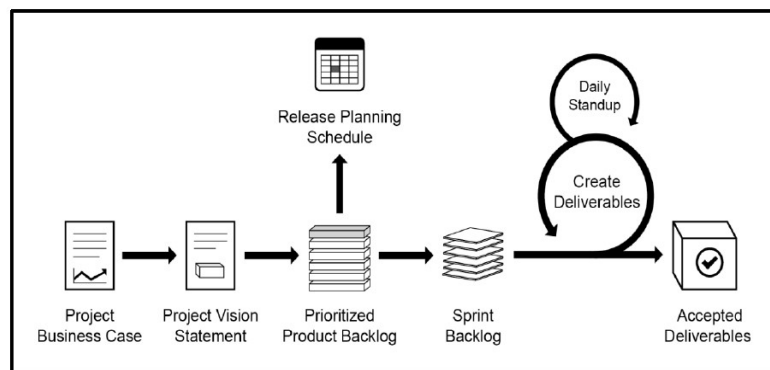 Daily
Standup
Release Planning
Schedule
Create
Deliverables
Project
Business Case
Project Vision
Statement
Prioritized
Product Backlog
Sprint
Backlog
Accepted
Deliverables